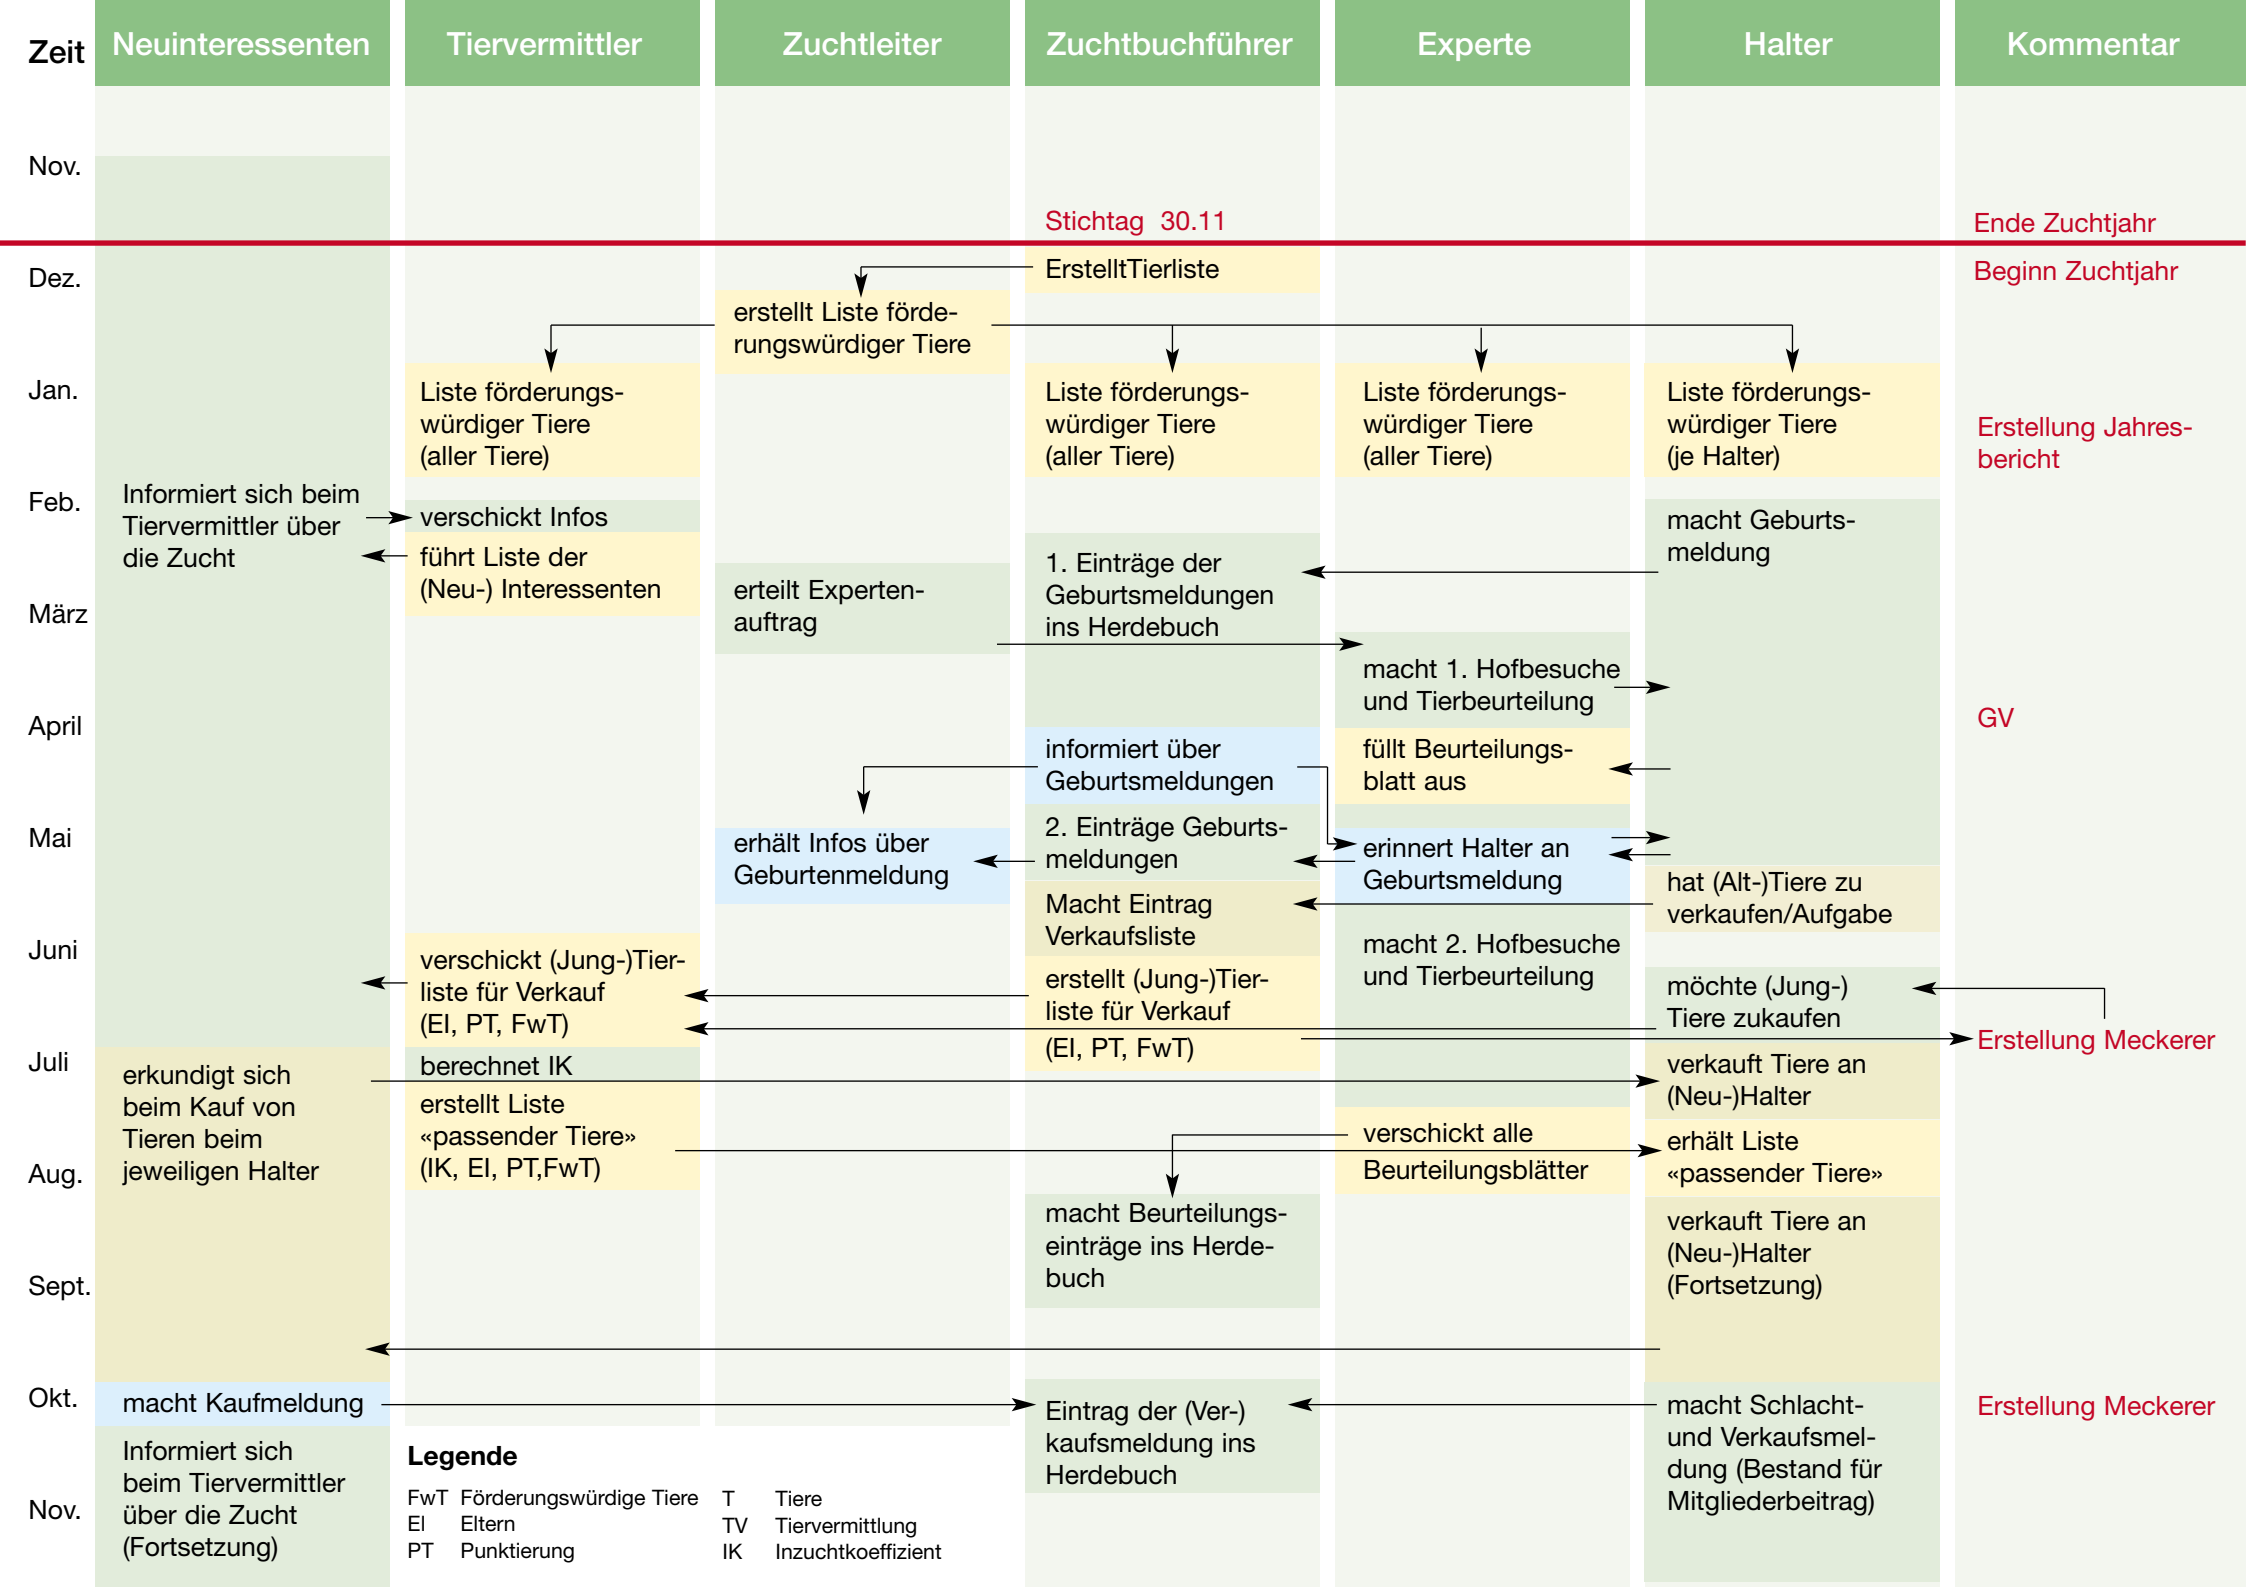 Zeit
Neuinteressenten
Tiervermittler
Zuchtleiter
Zuchtbuchführer
Experte
Halter
Kommentar
Nov.
Stichtag 30.11
Ende Zuchtjahr
Dez.
ErstelltTierliste
Beginn Zuchtjahr
erstellt Liste förde-
rungswürdiger Tiere
Jan.
Liste förderungs-
würdiger Tiere
(aller Tiere)
Liste förderungs-
würdiger Tiere
(aller Tiere)
Liste förderungs-
würdiger Tiere
(aller Tiere)
Liste förderungs-
würdiger Tiere
(je Halter)
Erstellung Jahres-
bericht
Feb.
Informiert sich beim
Tiervermittler über
die Zucht
verschickt Infos
führt Liste der
(Neu-) Interessenten
macht Geburts-
meldung
1. Einträge der
Geburtsmeldungen
ins Herdebuch
erteilt Experten-
auftrag
März
macht 1. Hofbesuche
und Tierbeurteilung
April
GV
informiert über
Geburtsmeldungen
füllt Beurteilungs-
blatt aus
Mai
erhält Infos über
Geburtenmeldung
2. Einträge Geburts-
meldungen
erinnert Halter an
Geburtsmeldung
hat (Alt-)Tiere zu
verkaufen/Aufgabe
Macht Eintrag
Verkaufsliste
Juni
verschickt (Jung-)Tier-
liste für Verkauf
(El, PT, FwT)
erstellt (Jung-)Tier-
liste für Verkauf
(El, PT, FwT)
macht 2. Hofbesuche
und Tierbeurteilung
möchte (Jung-)
Tiere zukaufen
Erstellung Meckerer
Juli
erkundigt sich
beim Kauf von
Tieren beim
jeweiligen Halter
berechnet IK
erstellt Liste
«passender Tiere»
(IK, El, PT,FwT)
verkauft Tiere an
(Neu-)Halter
verschickt alle
Beurteilungsblätter
erhält Liste
«passender Tiere»
Aug.
macht Beurteilungs-
einträge ins Herde-
buch
verkauft Tiere an
(Neu-)Halter
(Fortsetzung)
Sept.
Okt.
macht Kaufmeldung
Eintrag der (Ver-)
kaufsmeldung ins
Herdebuch
macht Schlacht-
und Verkaufsmel-
dung (Bestand für
Mitgliederbeitrag)
Erstellung Meckerer
Nov.
Informiert sich
beim Tiervermittler
über die Zucht
(Fortsetzung)
Legende
FwT Förderungswürdige Tiere
El Eltern
PT Punktierung
T Tiere
TV Tiervermittlung
IK Inzuchtkoeffizient